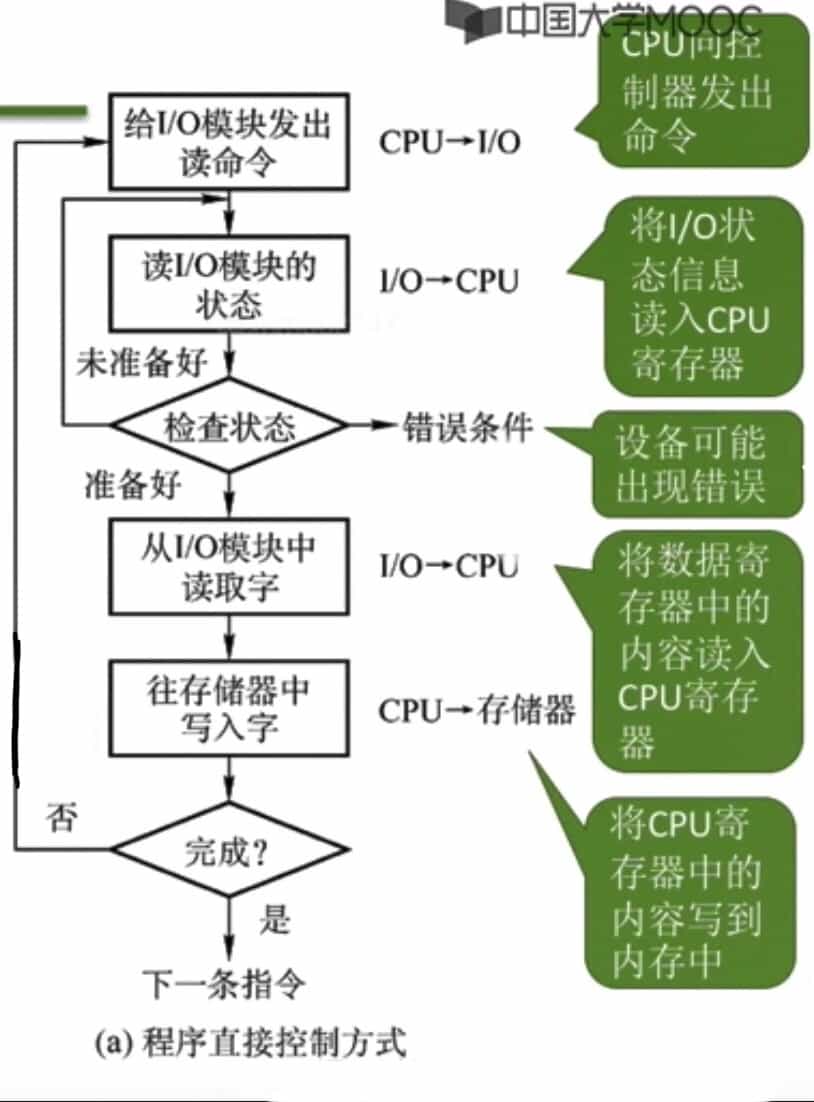 中国大学MOOC
给I/O模块发出
读命令
CPU→I/O
CPU向控
制器发出
命令
读I/O模块的
状态
I/O→CPU
将I/O状
态信息
读入CPU
寄存器
未准备好
检查状态
错误条件
设备可能
出现错误
准备好
从I/O模块中
读取字
I/O→CPU
将数据寄
存器中的
内容读入
CPU寄存
器
往存储器中
写入字
CPU→存储器
将CPU寄
存器中的
内容写到
内存中
否
完成?
是
下一条指令
(a) 程序直接控制方式